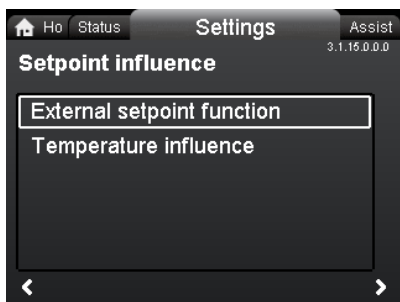 Ho Status Settings Assist
3.1.15.0.0.0
Setpoint influence
External setpoint function
Temperature influence